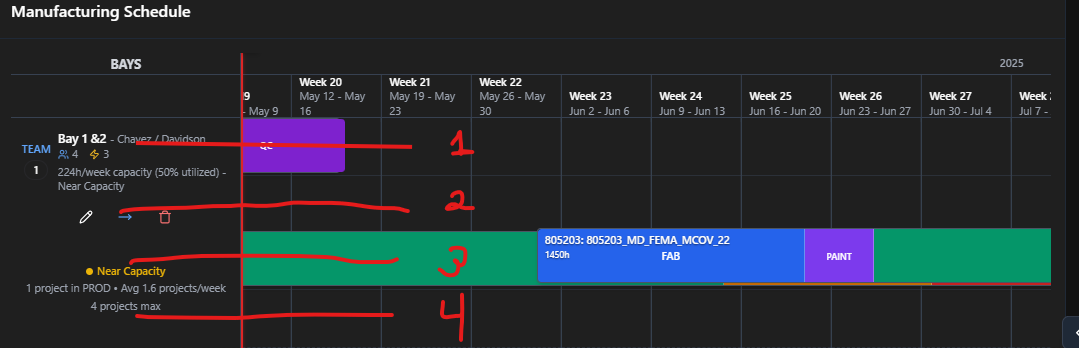 Manufacturing Schedule
BAYS
2025
9
- May 9
Week 20
May 12 - May 16
Week 21
May 19 - May 23
Week 22
May 26 - May 30
Week 23
Jun 2 - Jun 6
Week 24
Jun 9 - Jun 13
Week 25
Jun 16 - Jun 20
Week 26
Jun 23 - Jun 27
Week 27
Jun 30 - Jul 4
Week
Jul 7 -
TEAM
1
Bay 1 &2 - Chavez / Davidson
4 3
224h/week capacity (50% utilized) -
Near Capacity
QC
1
2
3
4
805203: 805203_MD_FEMA_MCOV_22
1450h
FAB
PAINT
Near Capacity
1 project in PROD • Avg 1.6 projects/week
4 projects max